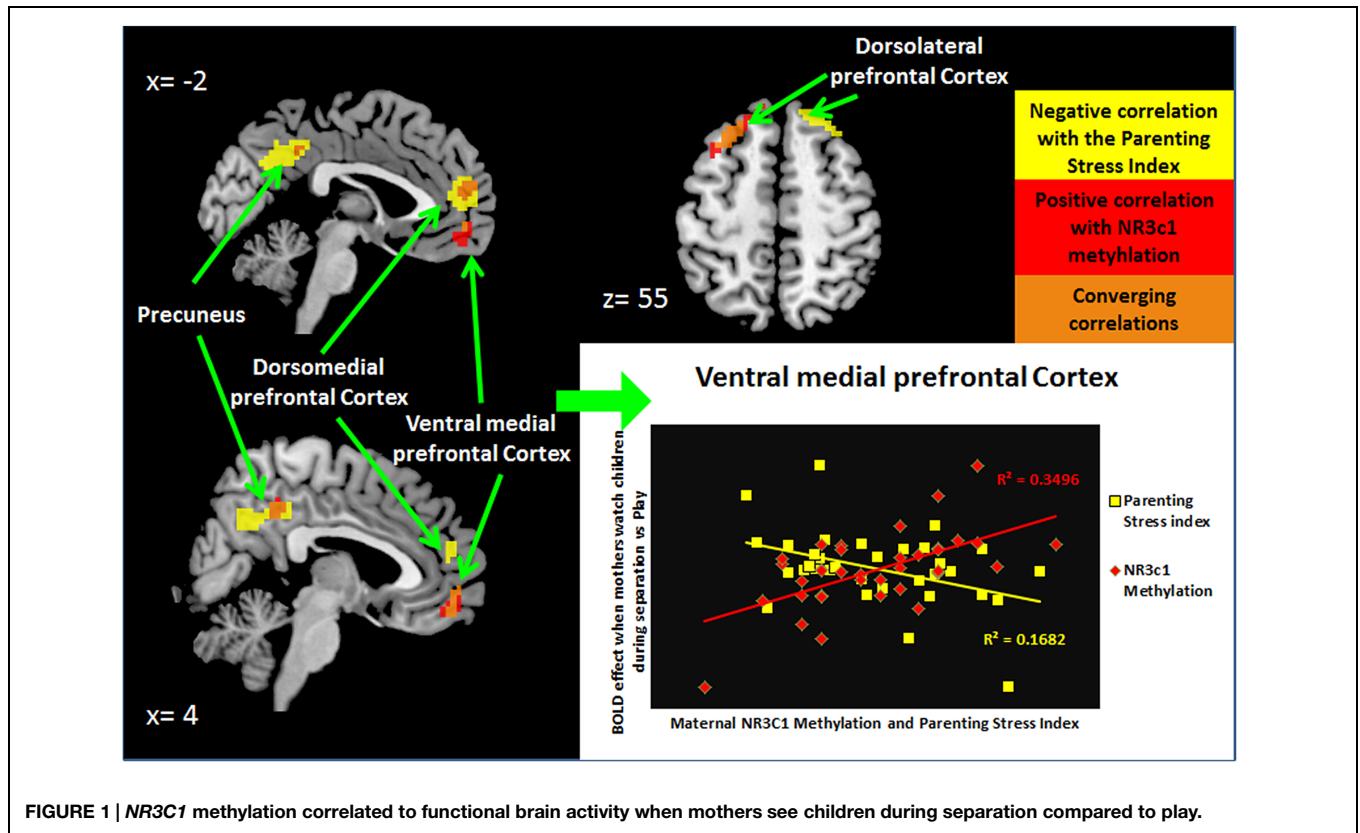 x= -2
Dorsolateral
prefrontal Cortex
Negative correlation
with the Parenting
Stress Index
Positive correlation
with NR3c1
metyhlation
Converging
correlations
z= 55
Precuneus
Dorsomedial
prefrontal Cortex
Ventral medial
prefrontal Cortex
x= 4
Ventral medial prefrontal Cortex
BOLD effect when mothers watch children
during separation vs Play
R² = 0.3496
R² = 0.1682
Parenting
Stress index
NR3c1
Methylation
Maternal NR3C1 Methylation and Parenting Stress Index
FIGURE 1 | NR3C1 methylation correlated to functional brain activity when mothers see children during separation compared to play.